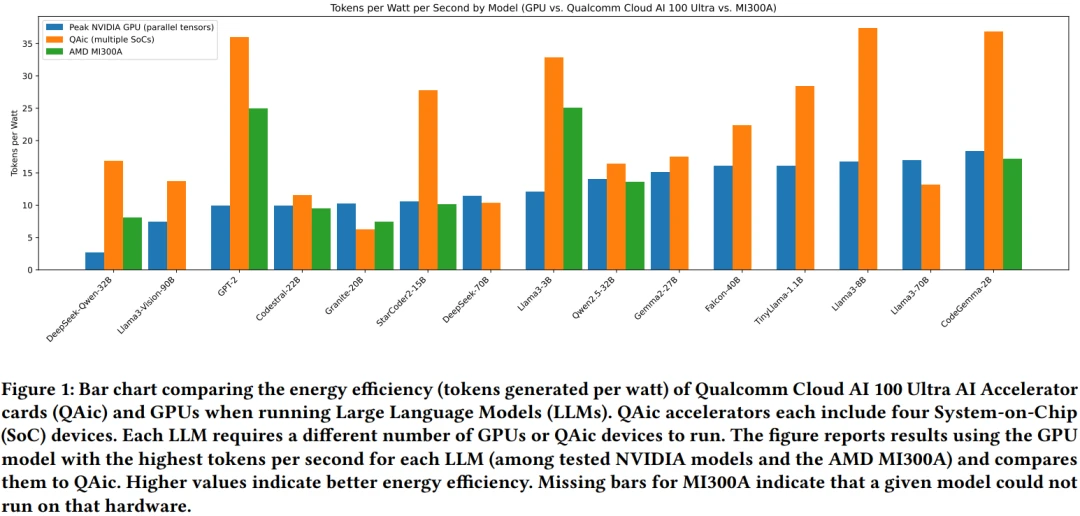 Tokens per Watt per Second by Model (GPU vs. Qualcomm Cloud AI 100 Ultra vs. MI300A)
Peak NVIDIA GPU (parallel tensors)
QAic (multiple SoCs)
AMD MI300A
Tokens per Watt
35
30
25
20
15
10
5
0
DeepSeek-Qwen-32B
Llama3-Vision-90B
GPT-2
Codestral-22B
Granite-20B
StarCoder2-15B
DeepSeek-70B
Llama3-3B
Qwen2.5-32B
Gemma2-27B
Falcon-40B
TinyLlama-1.1B
Llama3-8B
Llama3-70B
CodeGemma-2B
Figure 1: Bar chart comparing the energy efficiency (tokens generated per watt) of Qualcomm Cloud AI 100 Ultra AI Accelerator
cards (QAic) and GPUs when running Large Language Models (LLMs). QAic accelerators each include four System-on-Chip
(SoC) devices. Each LLM requires a different number of GPUs or QAic devices to run. The figure reports results using the GPU
model with the highest tokens per second for each LLM (among tested NVIDIA models and the AMD MI300A) and compares
them to QAic. Higher values indicate better energy efficiency. Missing bars for MI300A indicate that a given model could not
run on that hardware.